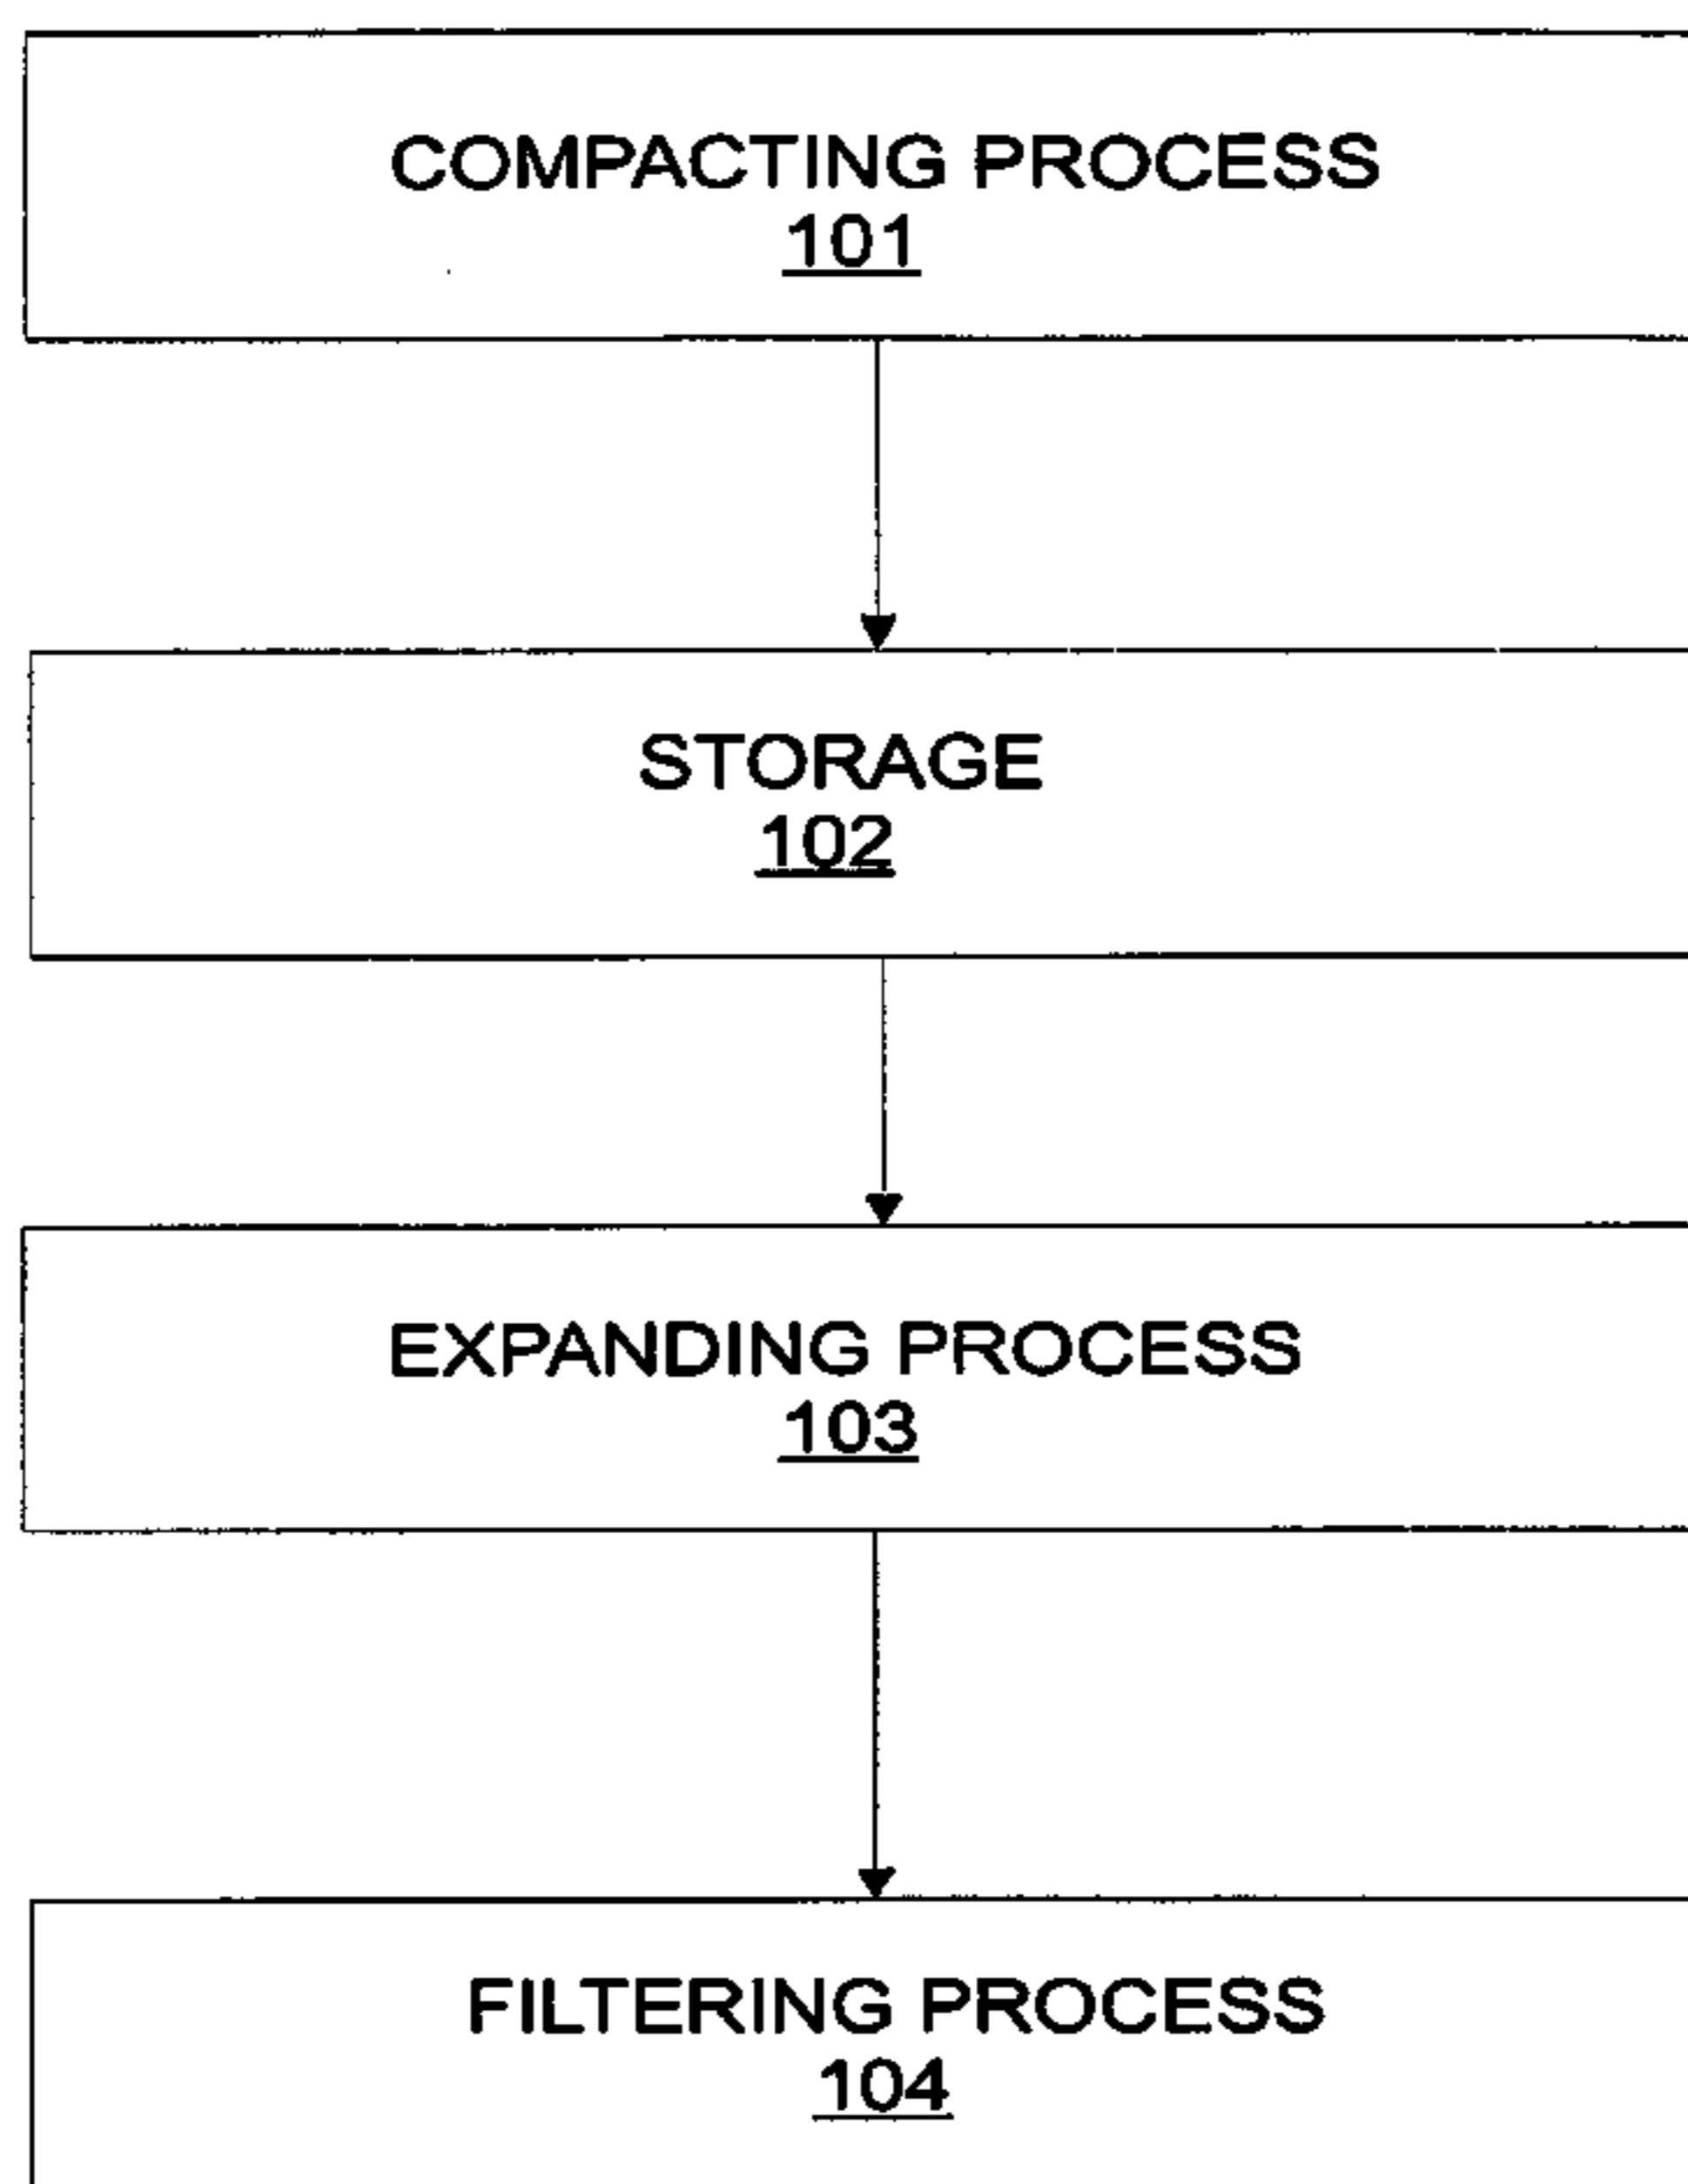 COMPACTING PROCESS
101
STORAGE
102
EXPANDING PROCESS
103
FILTERING PROCESS
104